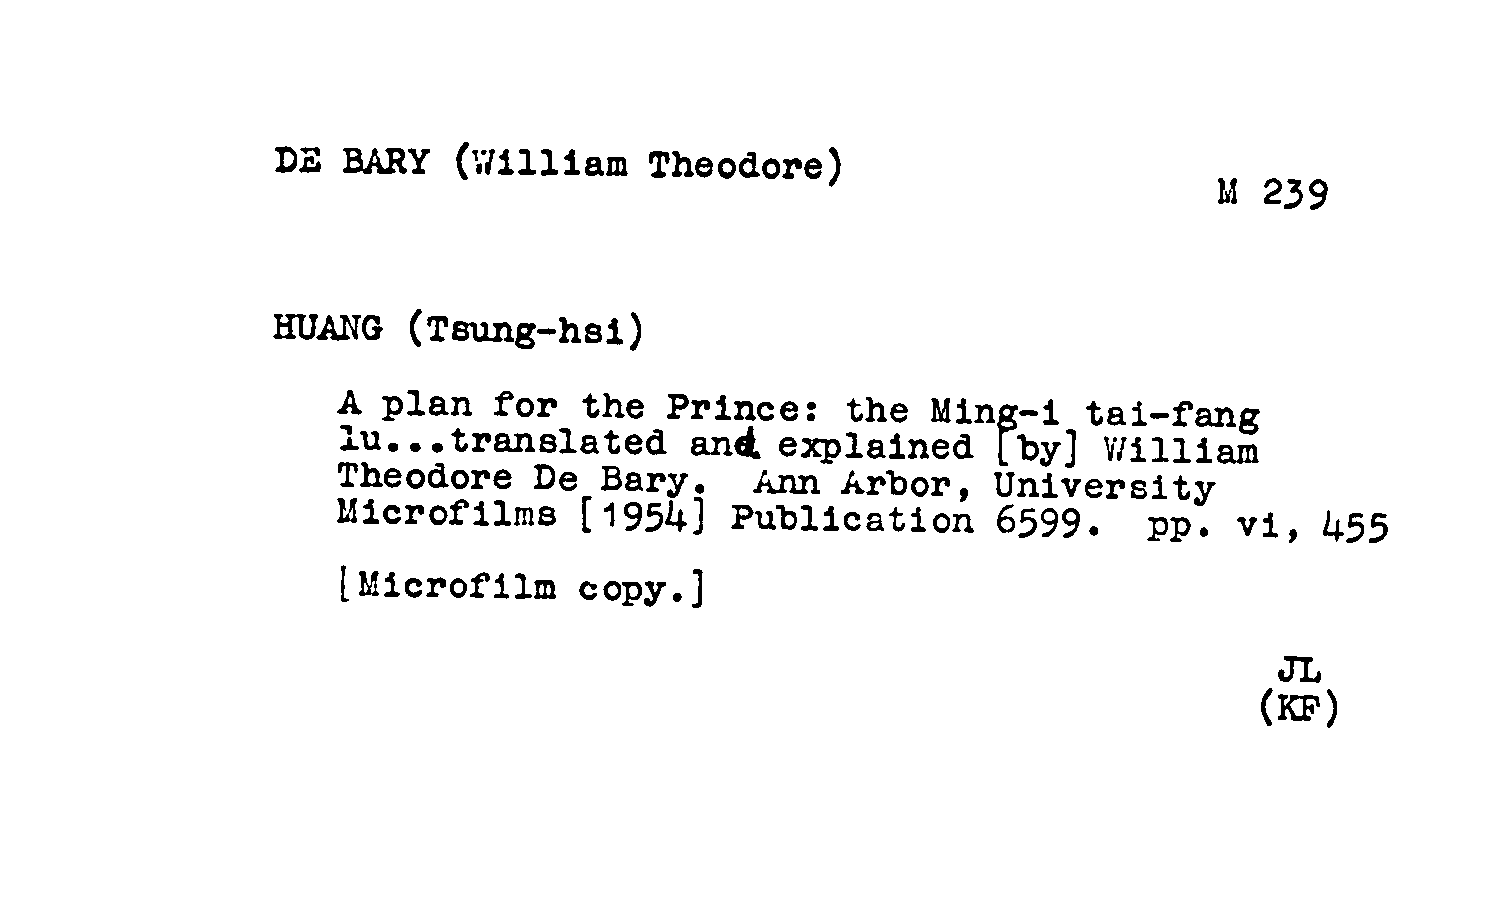 DE BARY (William Theodore)
M 239
HUANG (Tsung-hsi)
A plan for the Prince: the Ming-i tai-fang
lu...translated and explained [by] William
Theodore De Bary.  Ann Arbor, University
Microfilms [1954] Publication 6599.  pp. vi, 455
[Microfilm copy.]
JL
(KF)